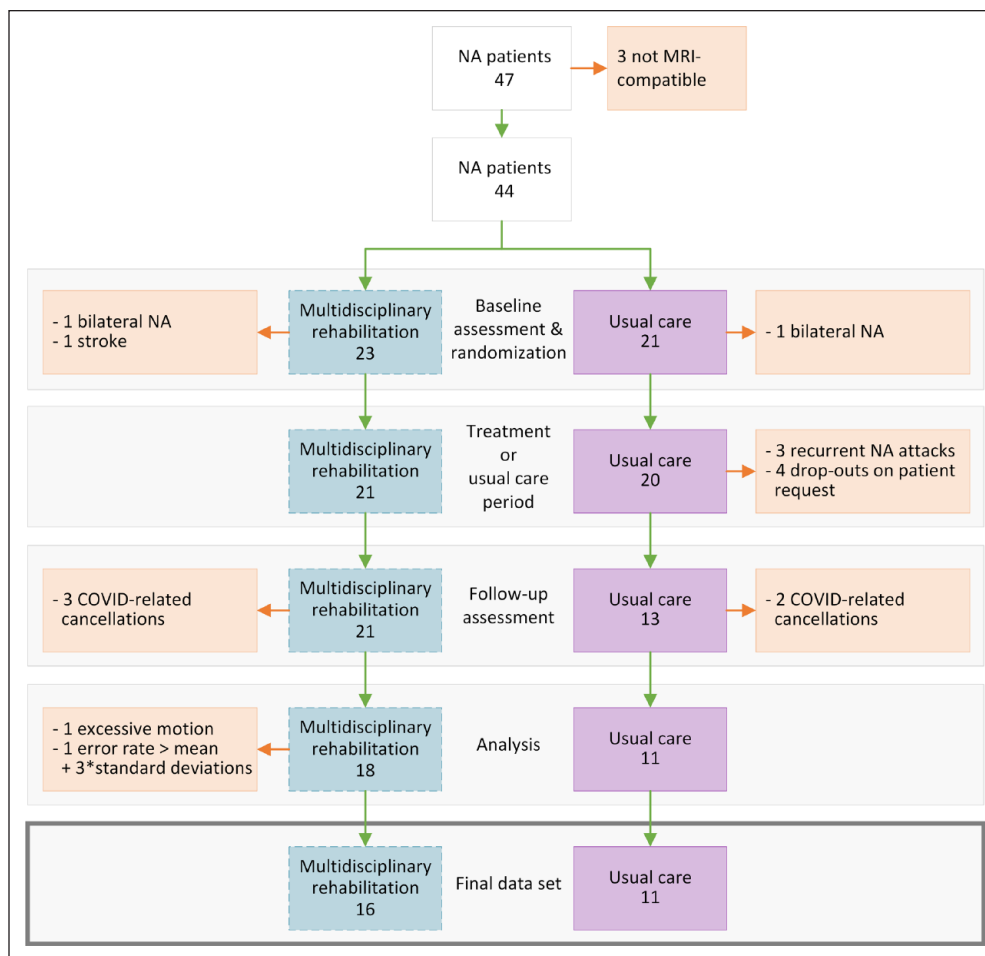 NA patients
47
3 not MRI-
compatible
NA patients
44
- 1 bilateral NA
- 1 stroke
Multidisciplinary
rehabilitation
23
Baseline
assessment &
randomization
Usual care
21
- 1 bilateral NA
Multidisciplinary
rehabilitation
21
Treatment
or
usual care
period
Usual care
20
- 3 recurrent NA attacks
- 4 drop-outs on patient
request
- 3 COVID-related
cancellations
Multidisciplinary
rehabilitation
21
Follow-up
assessment
Usual care
13
- 2 COVID-related
cancellations
- 1 excessive motion
- 1 error rate > mean
+ 3*standard deviations
Multidisciplinary
rehabilitation
18
Analysis
Usual care
11
Multidisciplinary
rehabilitation
16
Final data set
Usual care
11